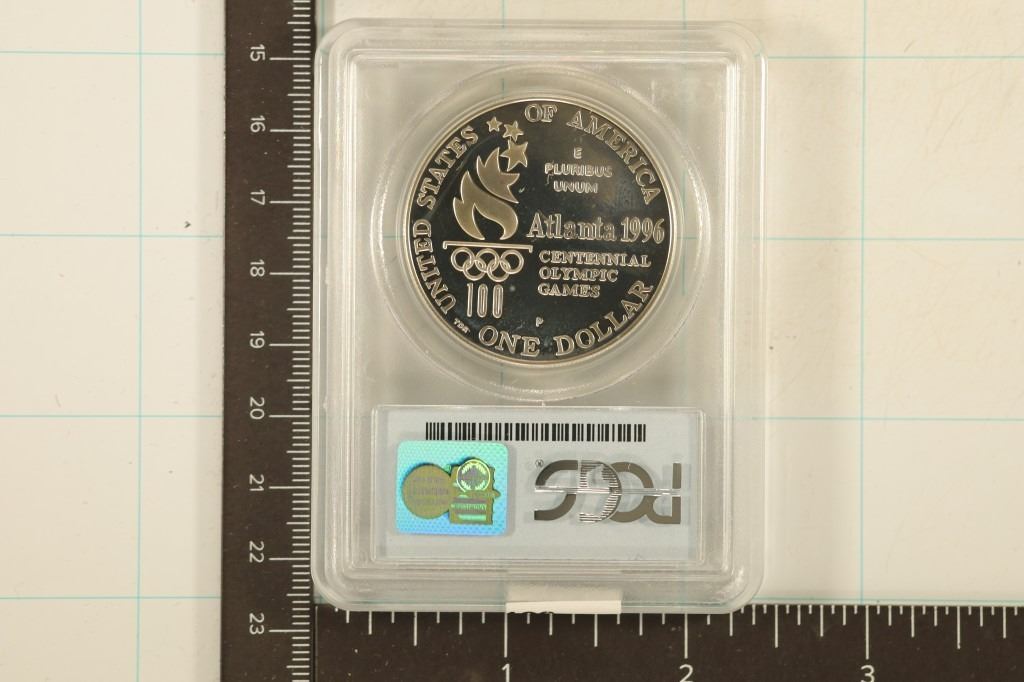 UNITED STATES OF AMERICA
E
PLURIBUS
UNUM
Atlanta 1996
CENTENNIAL
OLYMPIC
GAMES
100
P
ONE DOLLAR
PCGS®
15
16
17
18
19
20
21
22
23
1
2
3